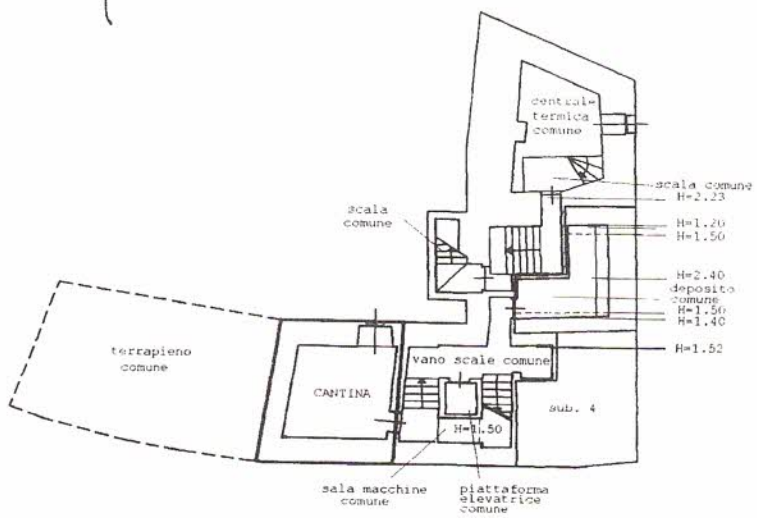 centrale
termica
comune
scala comune
H=2.23
scala
comune
H=1.20
H=1.50
H=2.40
deposito
comune
H=1.50
H=1.40
H=1.52
terrapieno
comune
vano scale comune
CANTINA
sub. 4
H=1.50
sala macchine
comune
piattaforma
elevatrice
comune